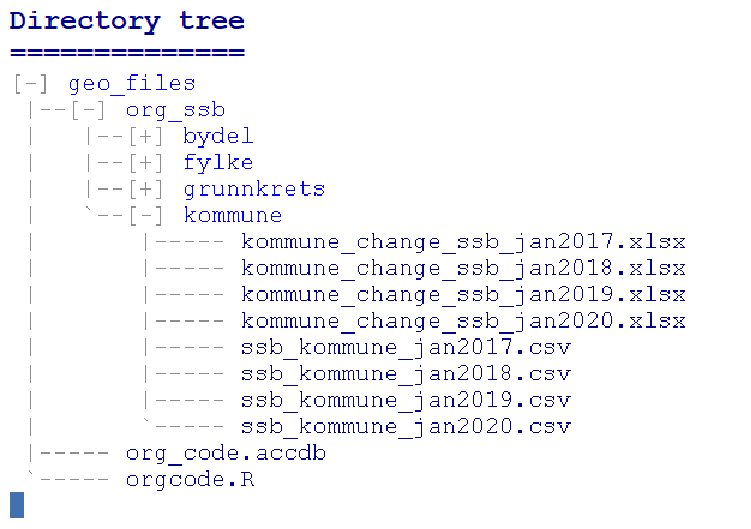 Directory tree
==============
[-] geo_files
 |--[-] org_ssb
 |    |--[+] bydel
 |    |--[+] fylke
 |    |--[+] grunnkrets
 |    `--[-] kommune
 |        |----- kommune_change_ssb_jan2017.xlsx
 |        |----- kommune_change_ssb_jan2018.xlsx
 |        |----- kommune_change_ssb_jan2019.xlsx
 |        |----- kommune_change_ssb_jan2020.xlsx
 |        |----- ssb_kommune_jan2017.csv
 |        |----- ssb_kommune_jan2018.csv
 |        |----- ssb_kommune_jan2019.csv
 |        `----- ssb_kommune_jan2020.csv
 |----- org_code.accdb
 `----- orgcode.R